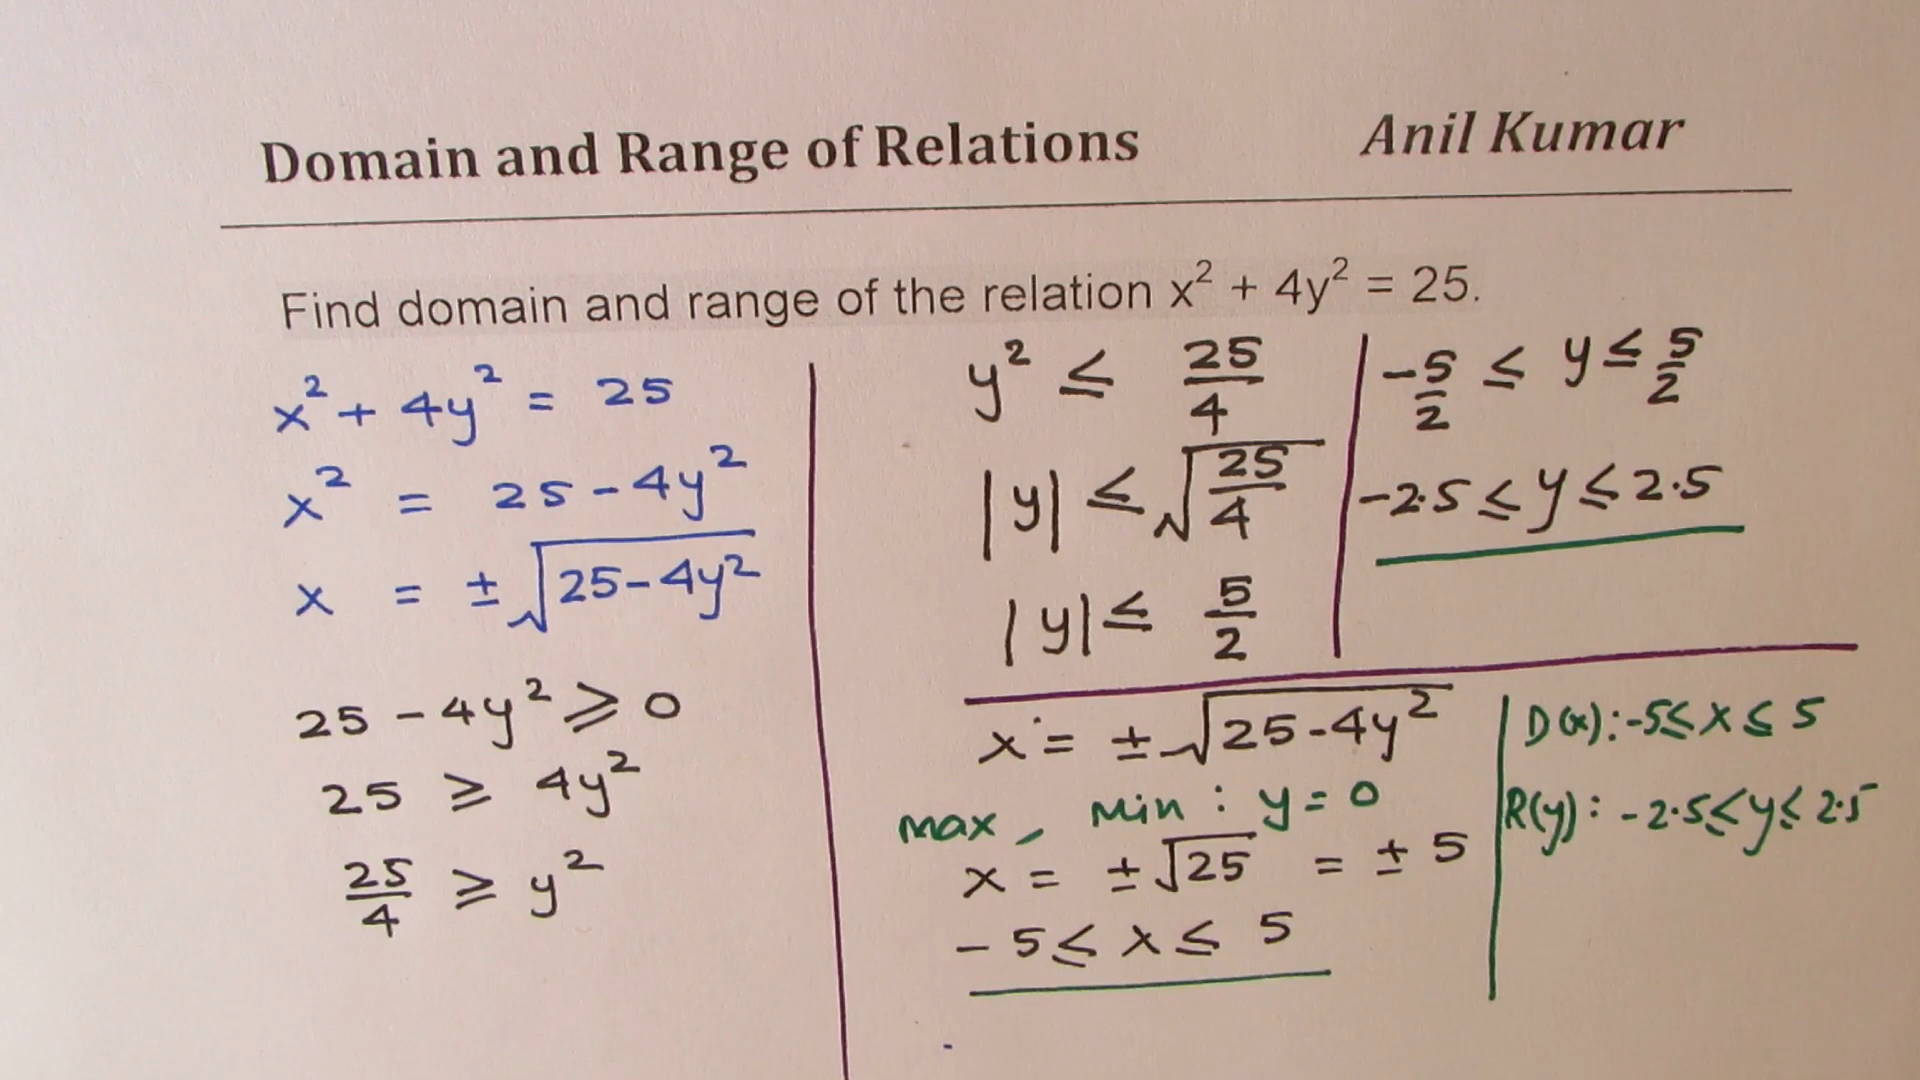 Domain and Range of Relations Anil Kumar
Find domain and range of the relation x² + 4y² = 25.
x² + 4y² = 25
x² = 25 - 4y²
x = ± √(25-4y²)
25 - 4y² ⩾ 0
25 ⩾ 4y²
25/4 ⩾ y²
y² ≤ 25/4
|y| ≤ √(25/4)
|y| ≤ 5/2
-5/2 ≤ y ≤ 5/2
-2.5 ≤ y ≤ 2.5
x = ± √(25-4y²)
max, min : y = 0
x = ± √25 = ± 5
- 5 ≤ x ≤ 5
D(x): -5 ≤ x ≤ 5
R(y): -2.5 ≤ y ≤ 2.5